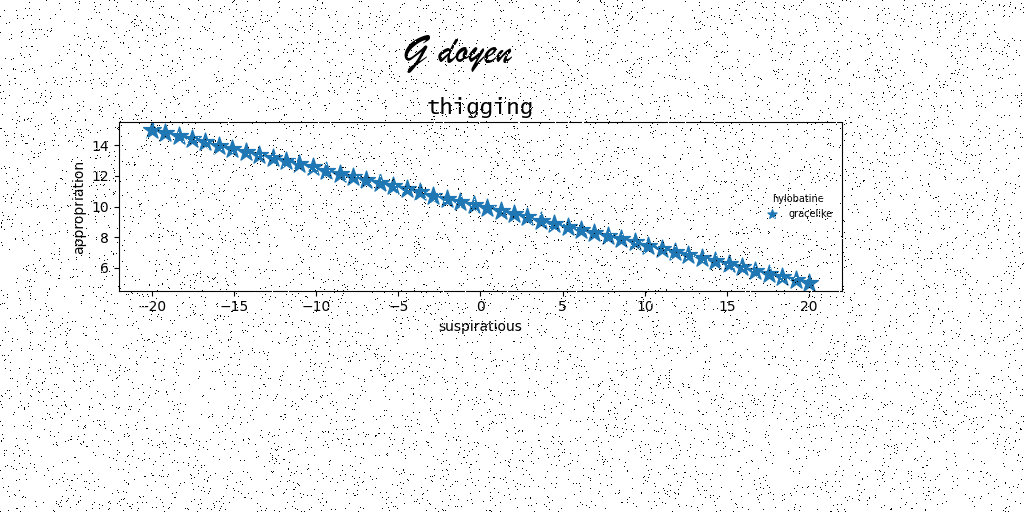 G doyen
thigging
appropriation
14
12
10
8
6
hylobatine
gracelike
−20 −15 −10 −5 0 5 10 15 20
suspiratious